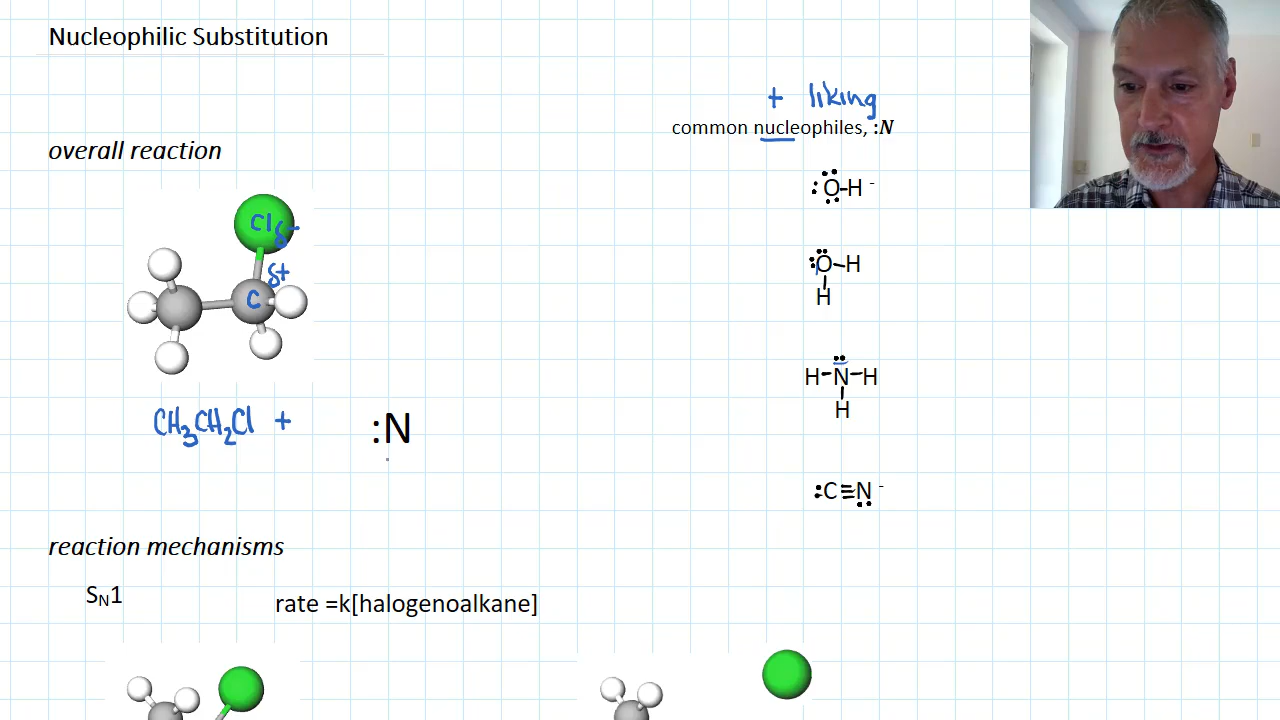 Nucleophilic Substitution
+ liking
common nucleophiles, :N
overall reaction
:O-H -
Cl δ-
δ+
C
:O-H
H
H-N-H
H
CH3CH2Cl + :N
:C≡N: -
reaction mechanisms
SN1
rate =k[halogenoalkane]